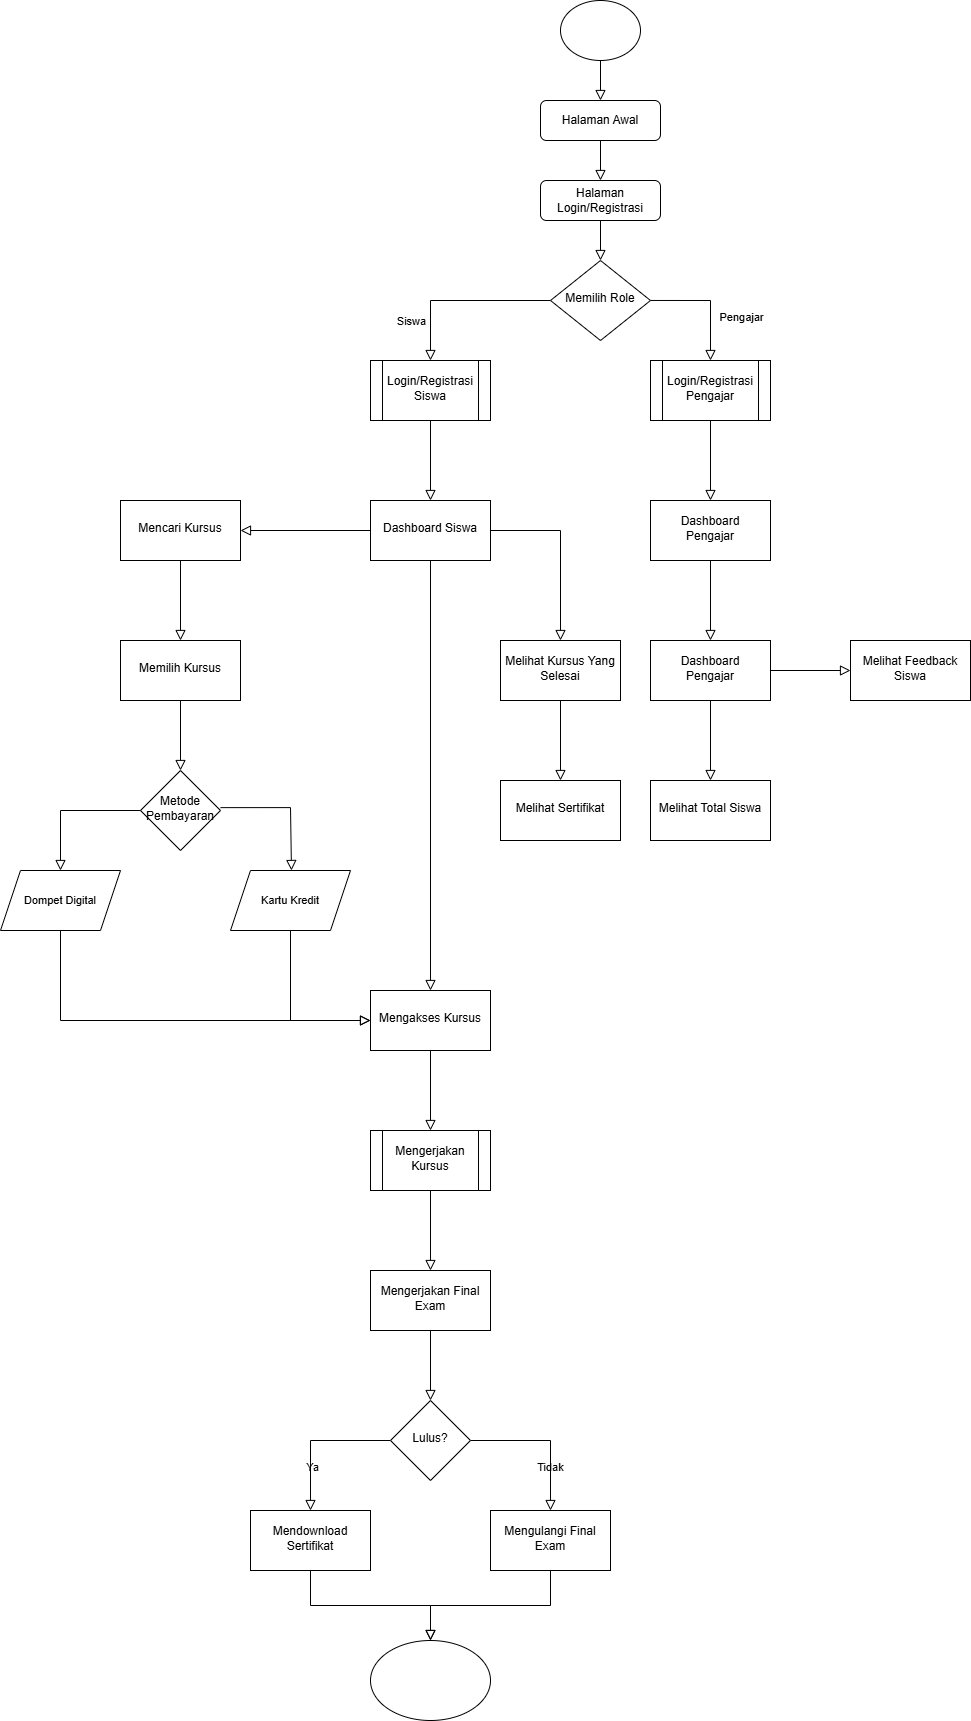 Halaman Awal
Halaman
Login/Registrasi
Memilih Role
Siswa
Pengajar
Login/Registrasi
Siswa
Login/Registrasi
Pengajar
Mencari Kursus
Dashboard Siswa
Dashboard
Pengajar
Memilih Kursus
Melihat Kursus Yang
Selesai
Dashboard
Pengajar
Melihat Feedback
Siswa
Metode
Pembayaran
Melihat Sertifikat
Melihat Total Siswa
Dompet Digital
Kartu Kredit
Mengakses Kursus
Mengerjakan
Kursus
Mengerjakan Final
Exam
Lulus?
Ya
Tidak
Mendownload
Sertifikat
Mengulangi Final
Exam